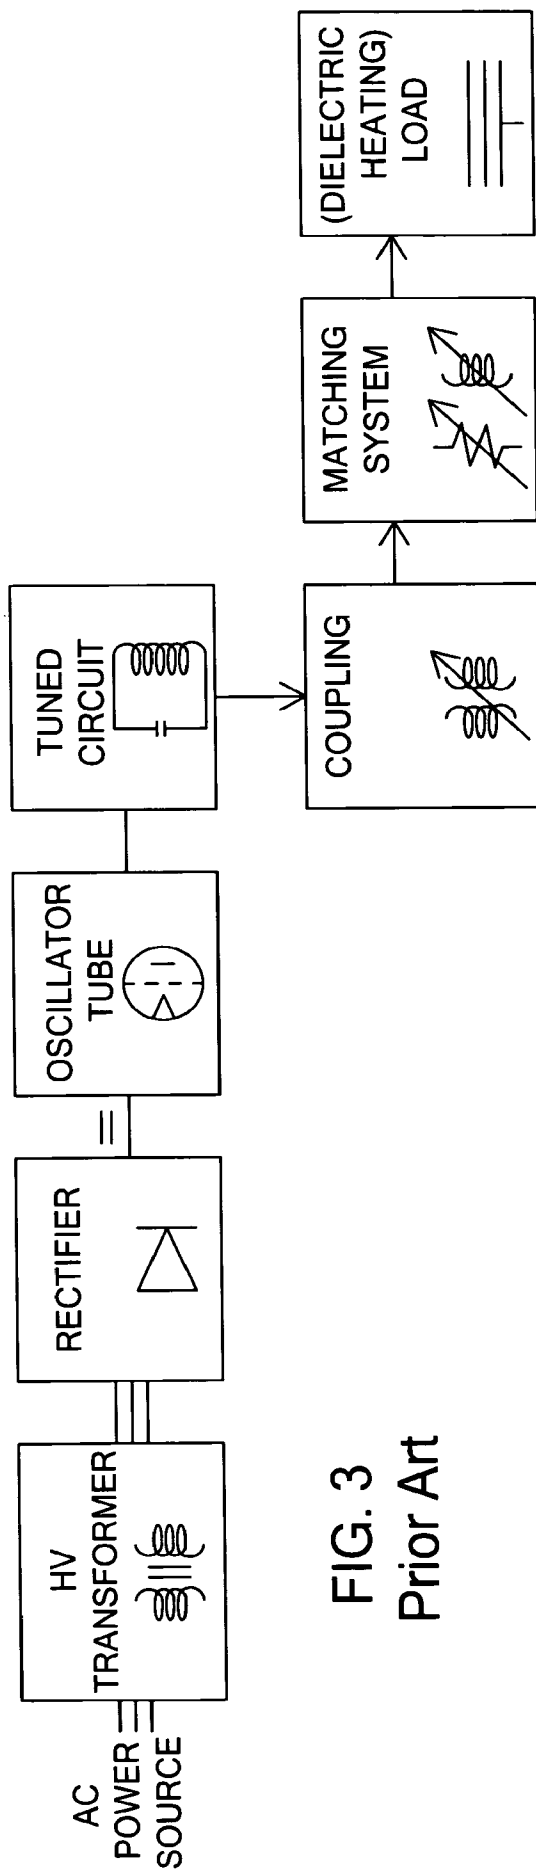 AC
POWER
SOURCE
HV
TRANSFORMER
RECTIFIER
OSCILLATOR
TUBE
TUNED
CIRCUIT
COUPLING
MATCHING
SYSTEM
(DIELECTRIC
HEATING)
LOAD
FIG. 3
Prior Art